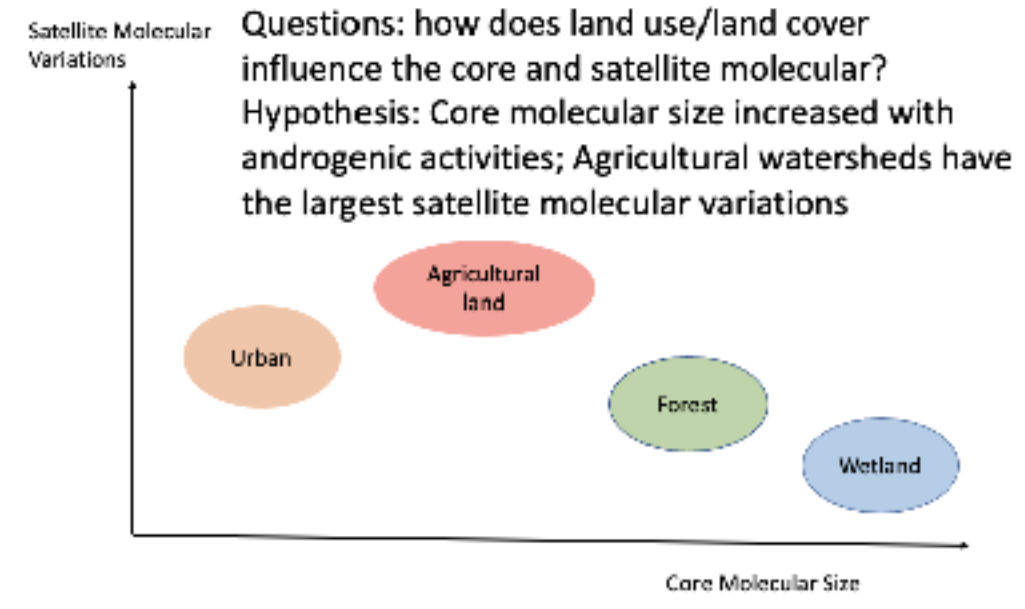 Satellite Molecular
Variations
Questions: how does land use/land cover
influence the core and satellite molecular?
Hypothesis: Core molecular size increased with
androgenic activities; Agricultural watersheds have
the largest satellite molecular variations
Agricultural
land
Urban
Forest
Wetland
Core Molecular Size